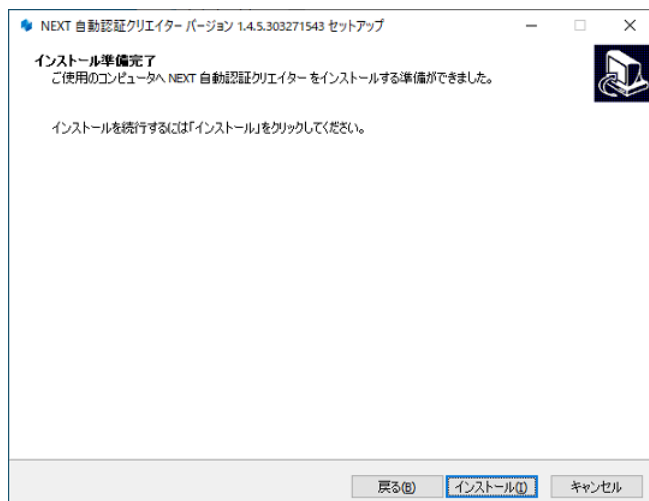 NEXT 自動認証クリエイター バージョン 1.4.5.303271543 セットアップ
インストール準備完了
ご使用のコンピュータへ NEXT 自動認証クリエイター をインストールする準備ができました。
インストールを続行するには「インストール」をクリックしてください。
戻る(B)
インストール(I)
キャンセル